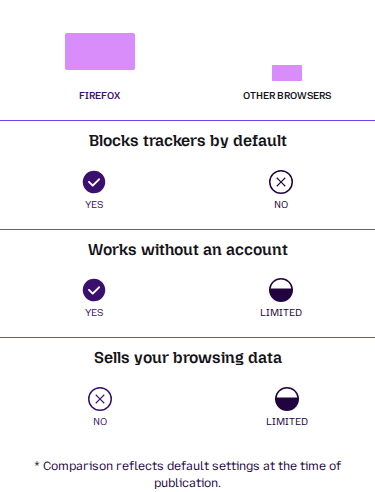 FIREFOX
OTHER BROWSERS
Blocks trackers by default
YES
NO
Works without an account
YES
LIMITED
Sells your browsing data
NO
LIMITED
* Comparison reflects default settings at the time of
publication.